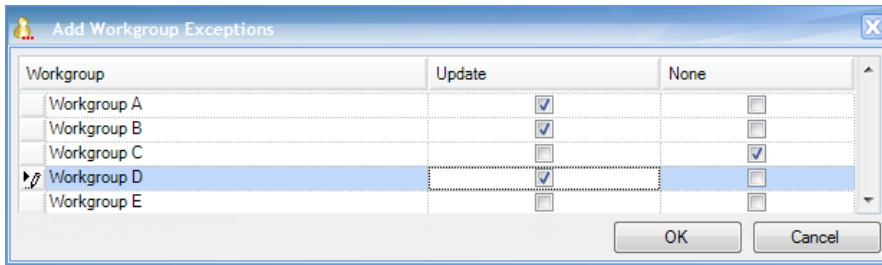 Add Workgroup Exceptions
Workgroup Update None
Workgroup A
Workgroup B
Workgroup C
Workgroup D
Workgroup E
OK Cancel